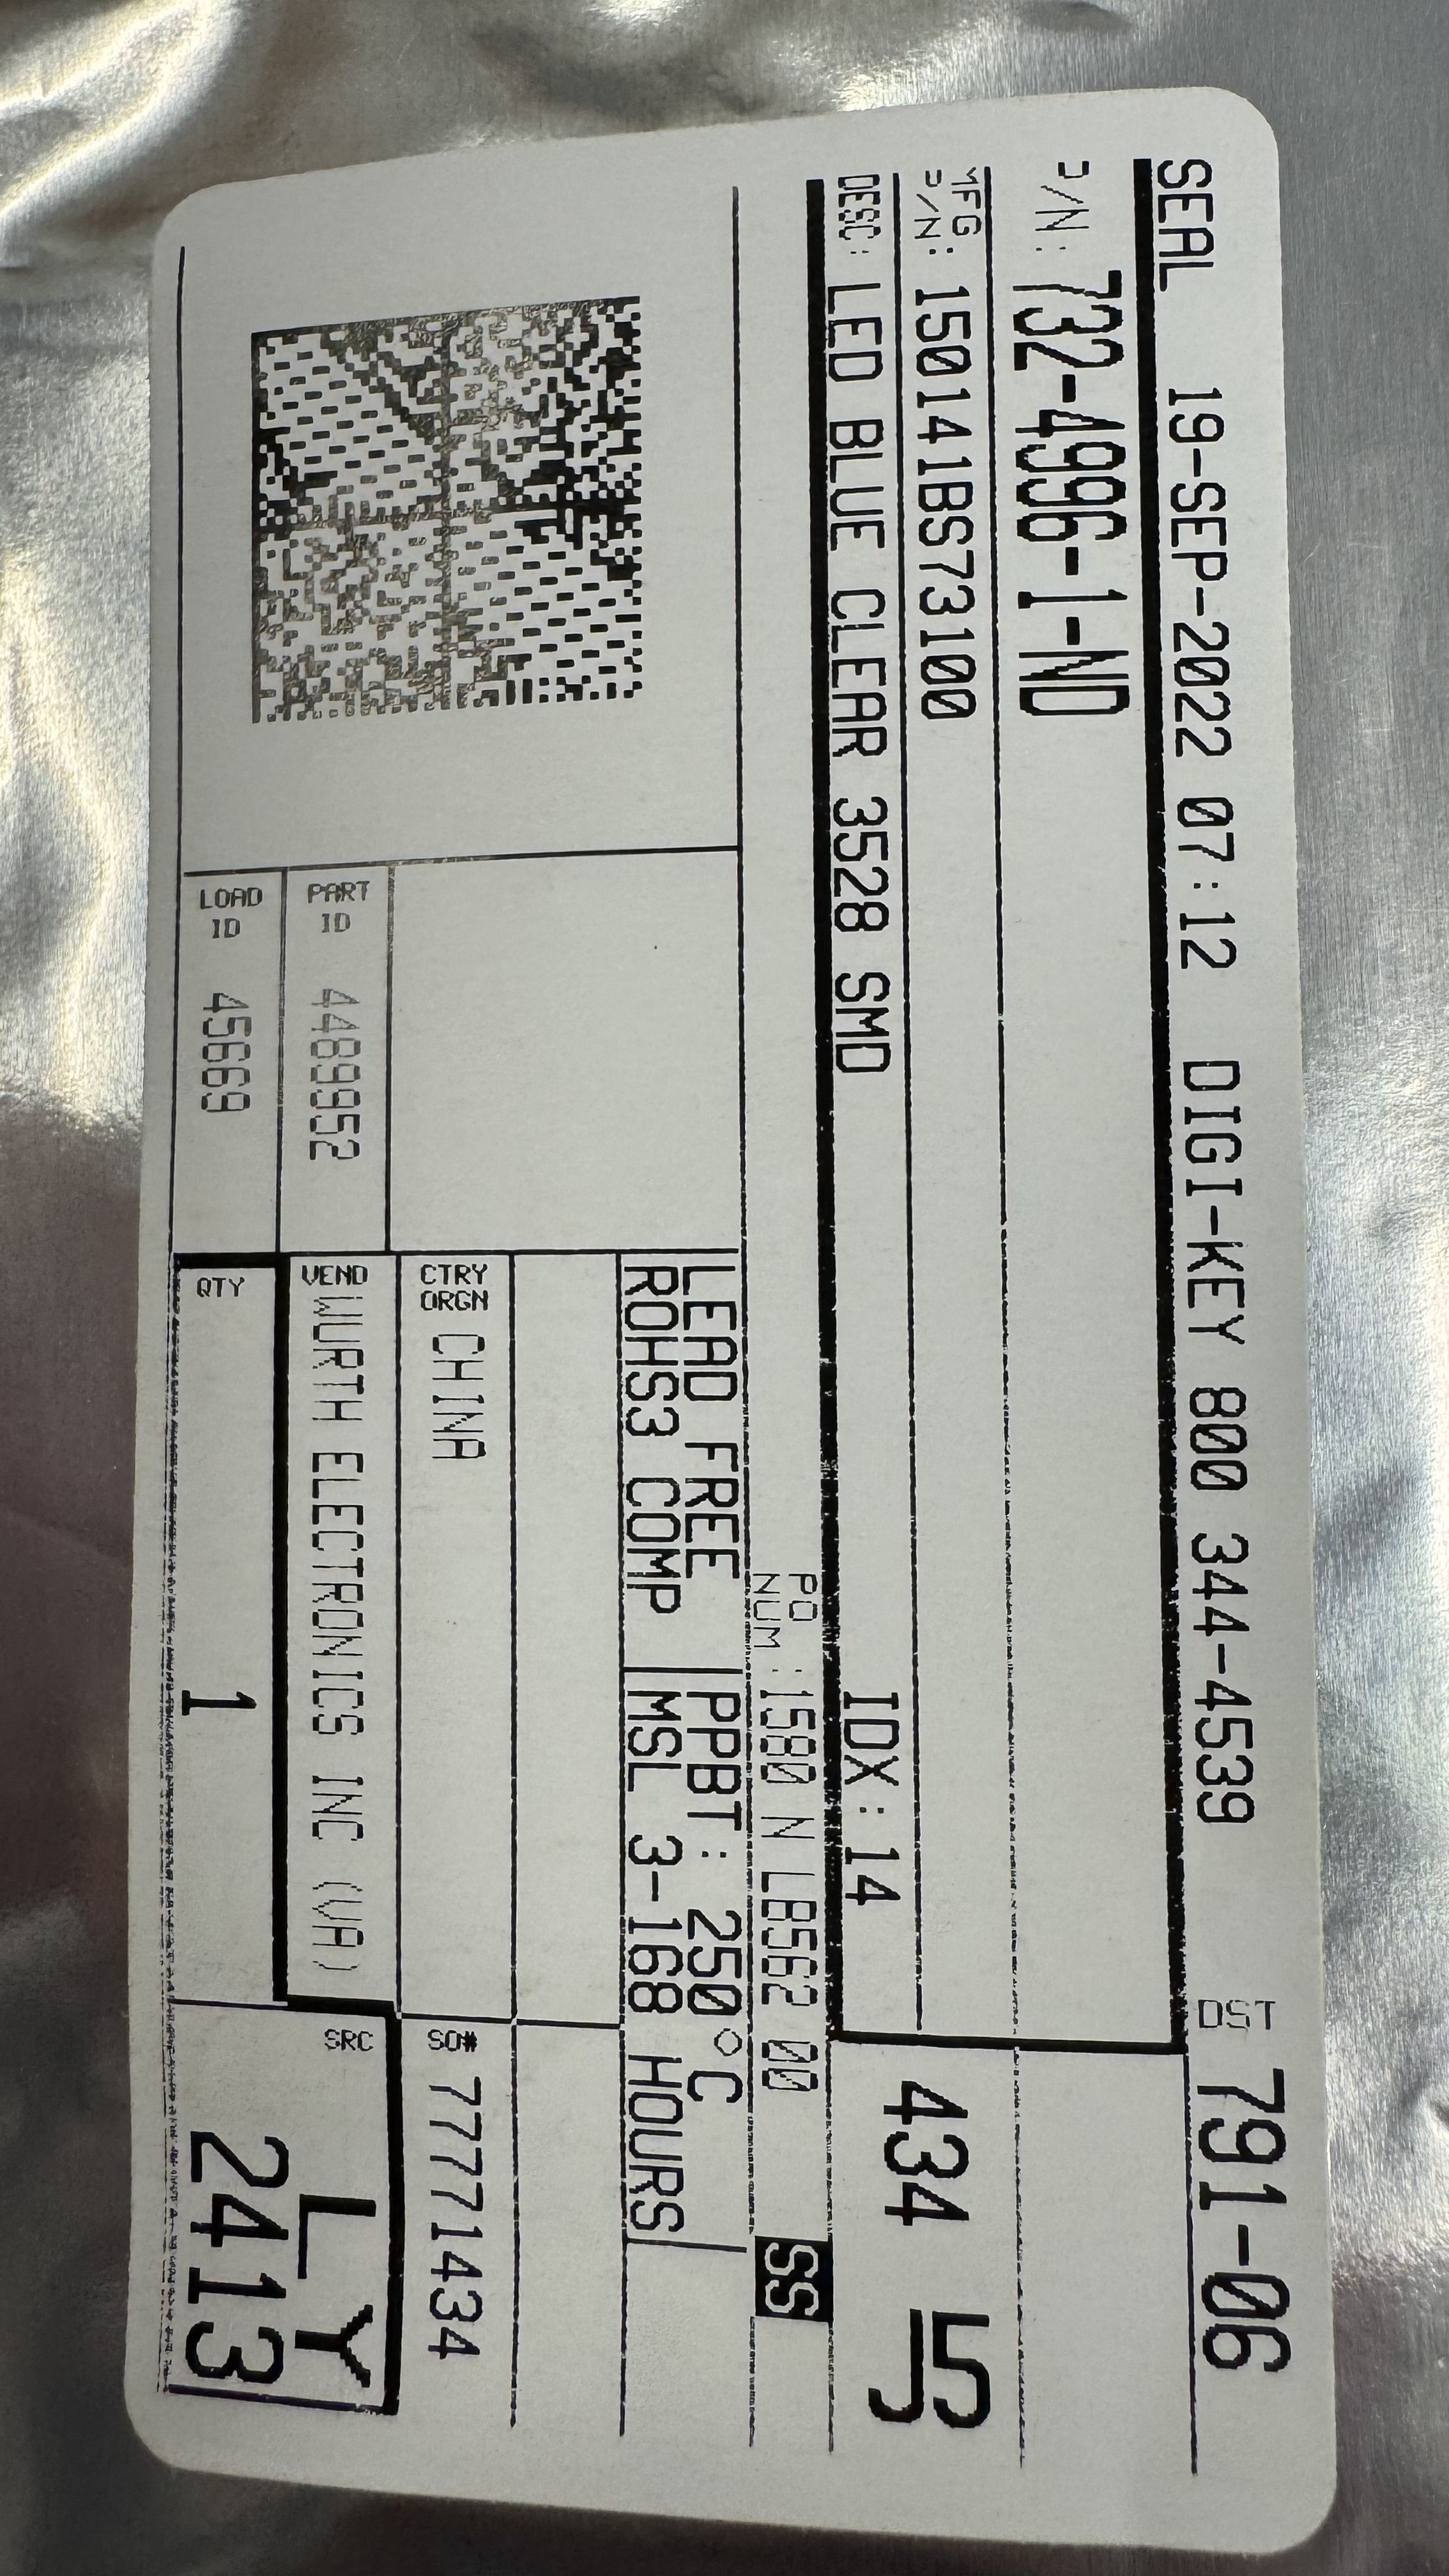 SEAL 19-SEP-2022 07:12 DIGI-KEY 800 344-4539 DST 791-06
P/N: 732-4996-1-ND
MFG P/N: 150141BS73100
434 J5
DESC: LED BLUE CLEAR 3528 SMD IDX:14
PO NUM: 1580 N LB562 00 SS
LEAD FREE |PPBT: 250°C
ROHS3 COMP |MSL 3-168 HOURS|
CTRY ORGN CHINA
SO# 7771434
PART ID 4489952
VEND WURTH ELECTRONICS INC (VA)
SRC LY
LOAD ID 45669
QTY 1
2413